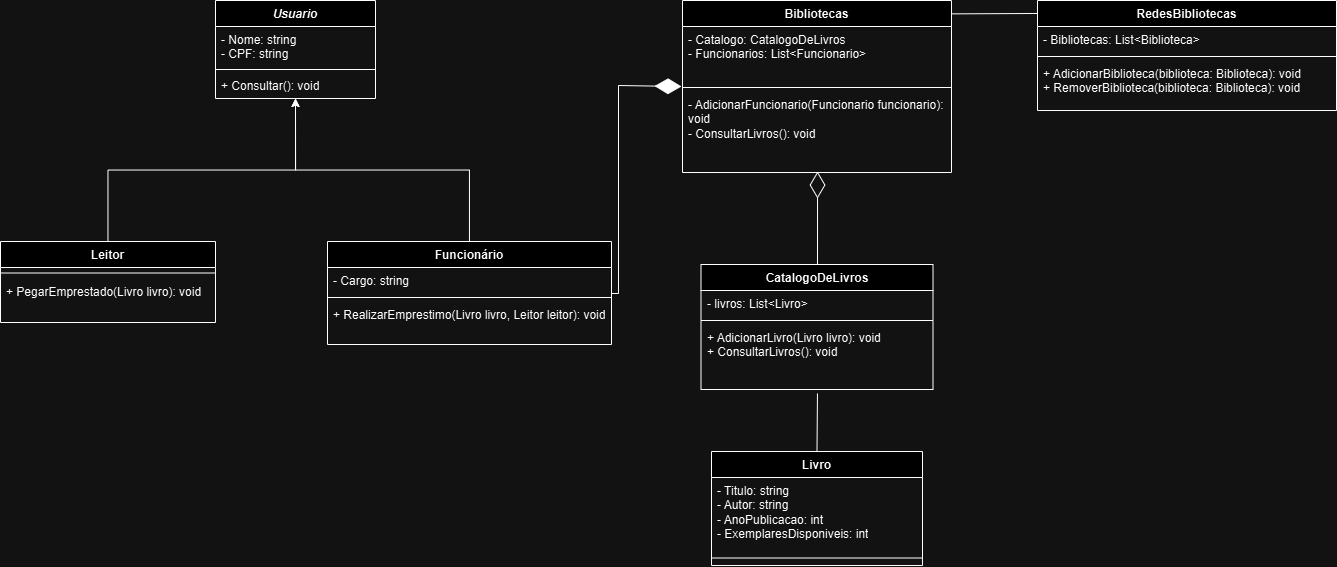 Usuario
- Nome: string
- CPF: string
+ Consultar(): void
Bibliotecas
- Catalogo: CatalogoDeLivros
- Funcionarios: List<Funcionario>
- AdicionarFuncionario(Funcionario funcionario):
void
- ConsultarLivros(): void
RedesBibliotecas
- Bibliotecas: List<Biblioteca>
+ AdicionarBiblioteca(biblioteca: Biblioteca): void
+ RemoverBiblioteca(biblioteca: Biblioteca): void
Leitor
+ PegarEmprestado(Livro livro): void
Funcionário
- Cargo: string
+ RealizarEmprestimo(Livro livro, Leitor leitor): void
CatalogoDeLivros
- livros: List<Livro>
+ AdicionarLivro(Livro livro): void
+ ConsultarLivros(): void
Livro
- Titulo: string
- Autor: string
- AnoPublicacao: int
- ExemplaresDisponiveis: int